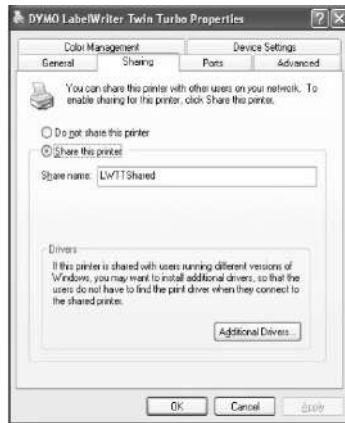 DYMO LabelWriter Twin Turbo Properties
Color Management Device Settings
General Sharing Ports Advanced
You can share this printer with other users on your network. To
enable sharing for this printer, click Share this printer.
Do not share this printer
Share this printer
Share name: LWTTShared
Drivers
If this printer is shared with users running different versions of
Windows, you may want to install additional drivers, so that the
users do not have to find the print driver when they connect to
the shared printer.
Additional Drivers...
OK Cancel Apply